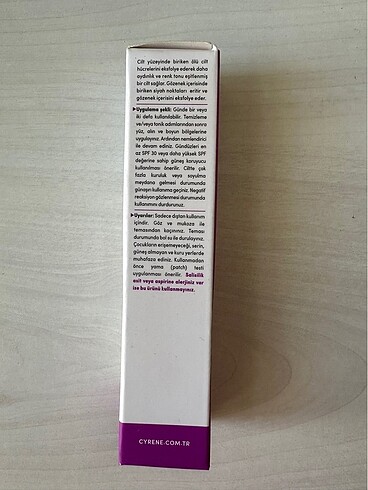 Cilt yüzeyinde biriken ölü cilt
hücrelerini eksfolye ederek daha
aydınlık ve renk tonu eşitlenmiş
bir cilt sağlar. Gözenek içerisinde
biriken siyah noktaları eritir ve
gözenek içerisini eksfolye eder.
▸Uygulama şekli: Günde bir veya
iki defa kullanılabilir. Temizleme
ve/veya tonik adımlarından sonra
yüz, alın ve boyun bölgelerine
uygulayınız. Ardından nemlendirici
ile devam ediniz. Gündüzleri en
az SPF 30 veya daha yüksek SPF
değerine sahip güneş koruyucu
kullanılması önerilir. Ciltte çok
fazla kuruluk veya soyulma
meydana gelmesi durumunda
günaşırı kullanıma geçiniz. Negatif
reaksiyon gözlenmesi durumunda
kullanımını durdurunuz.
▸Uyarılar: Sadece dıştan kullanım
içindir. Göz ve mukoza ile
temasından kaçınınız. Teması
durumunda bol su ile durulayınız.
Çocukların erişemeyeceği, serin,
güneş almayan ve kuru yerlerde
muhafaza ediniz. Kullanmadan
önce yama (patch) testi
uygulanması önerilir. Salisilik
asit veya aspirine alerjiniz var
ise bu ürünü kullanmayınız.
CYRENE.COM.TR